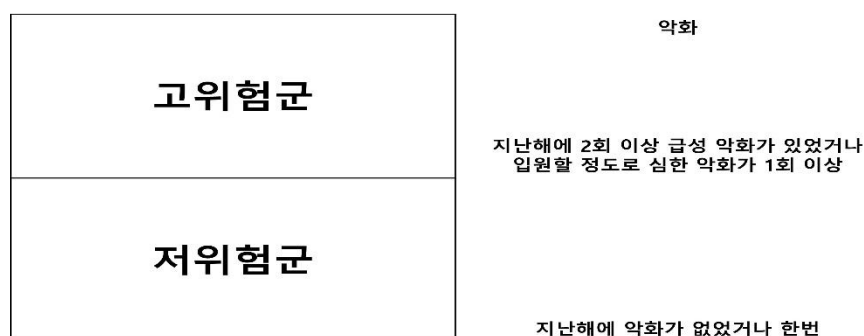 악화
고위험군
지난해에 2회 이상 급성 악화가 있었거나
입원할 정도로 심한 악화가 1회 이상
저위험군
지난해에 악화가 없었거나 한번